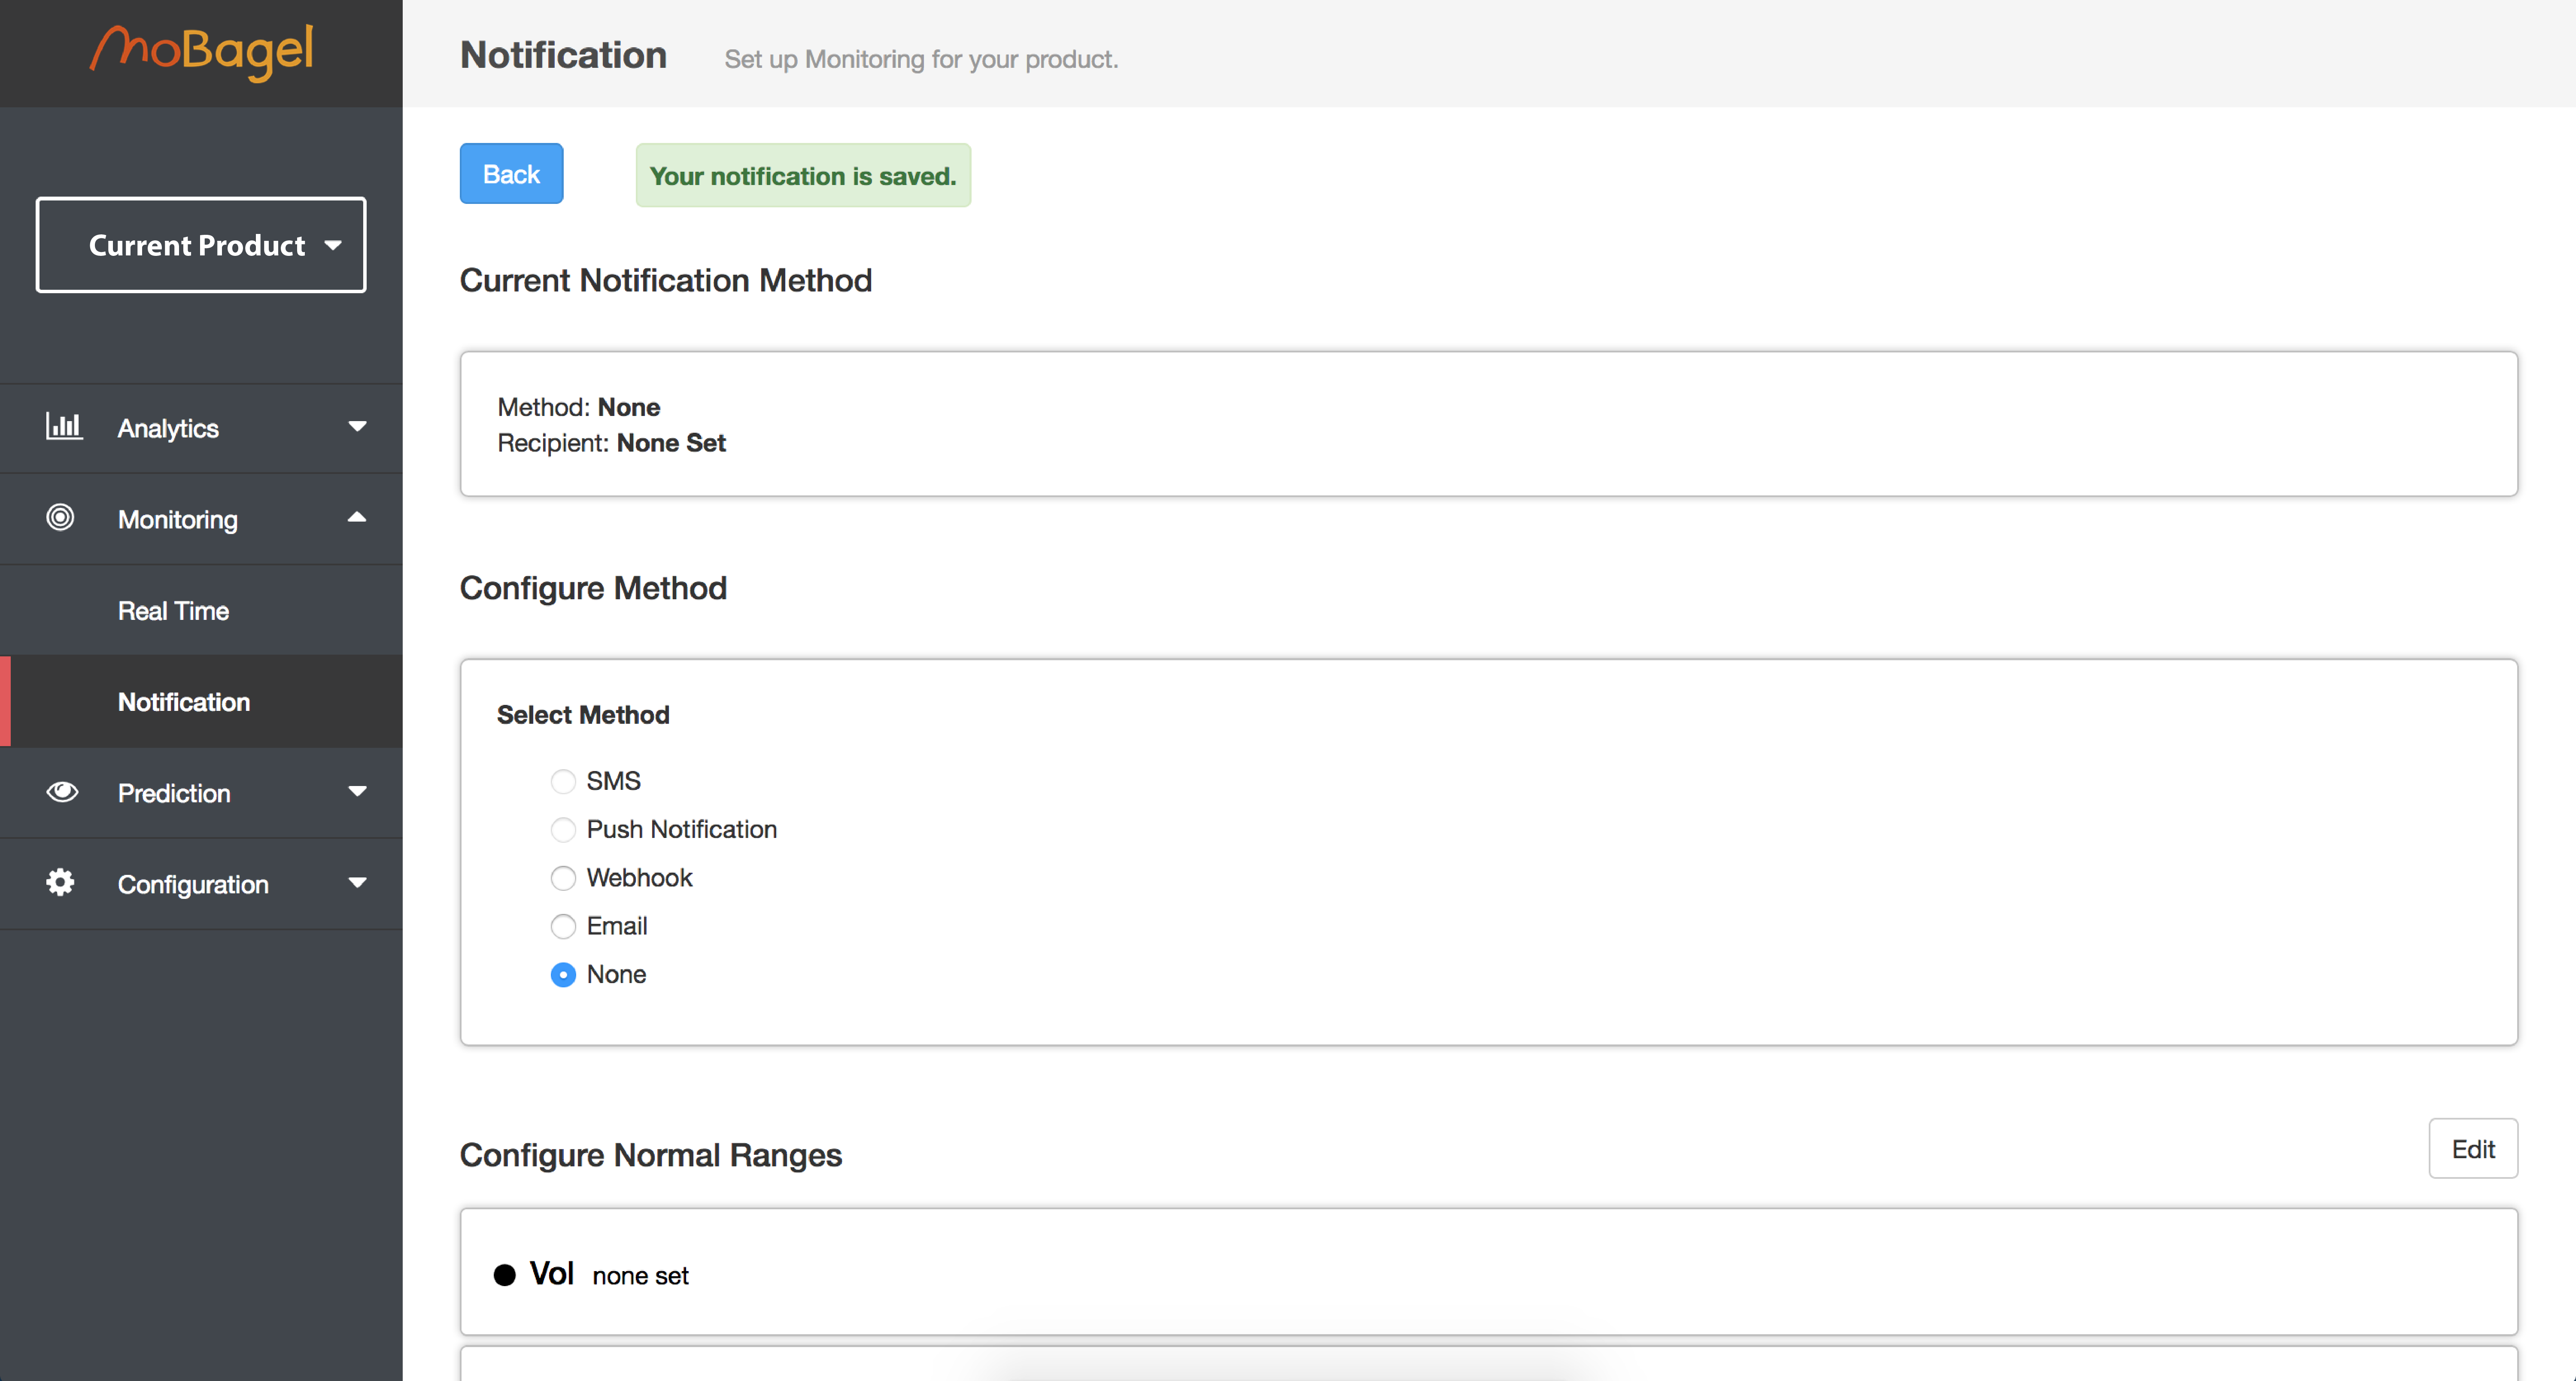 MoBagel
Current Product
Analytics
Monitoring
Real Time
Notification
Prediction
Configuration
Notification Set up Monitoring for your product.
Back Your notification is saved.
Current Notification Method
Method: None
Recipient: None Set
Configure Method
Select Method
SMS
Push Notification
Webhook
Email
None
Configure Normal Ranges Edit
Vol none set